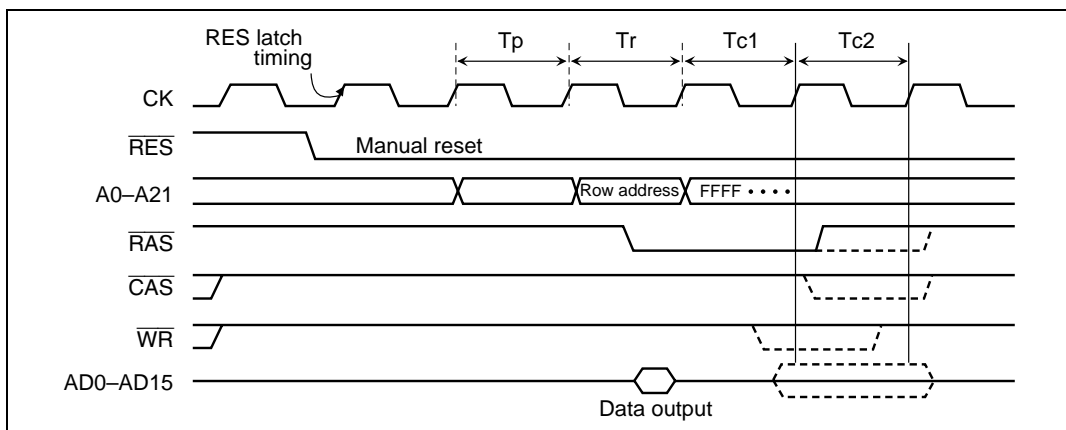 RES latch
timing
Tp
Tr
Tc1
Tc2
CK
RES
Manual reset
A0–A21
Row address
FFFF • • • •
RAS
CAS
WR
AD0–AD15
Data output